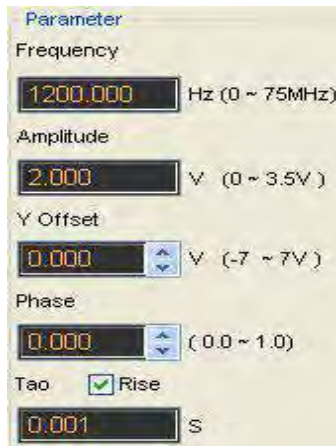 Parameter
Frequency
1200.000 Hz (0 ~ 75MHz)
Amplitude
2.000 V (0 ~ 3.5V )
Y Offset
0.000 V (-7 ~ 7V )
Phase
0.000 ( 0.0 ~ 1.0)
Tao Rise
0.001 S